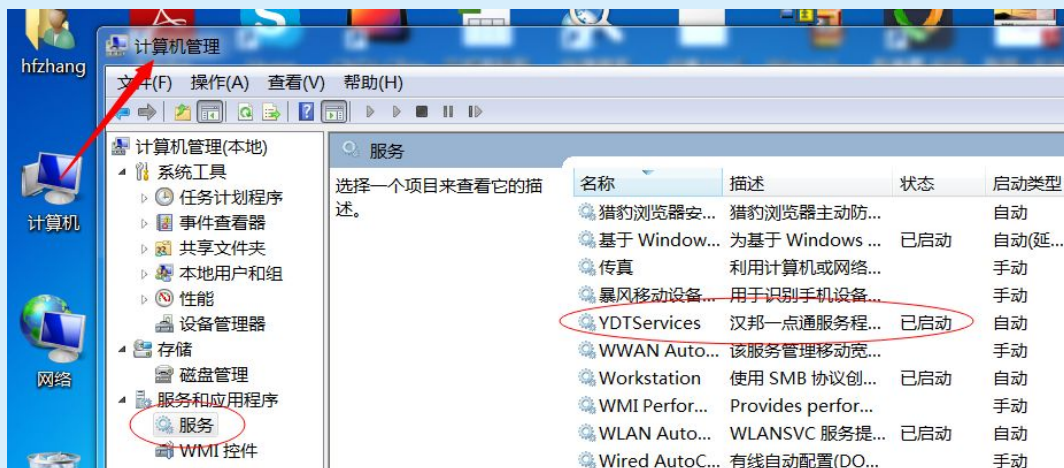 hfzhang
计算机
网络
计算机管理
文件(F) 操作(A) 查看(V) 帮助(H)
计算机管理(本地)
系统工具
任务计划程序
事件查看器
共享文件夹
本地用户和组
性能
设备管理器
存储
磁盘管理
服务和应用程序
服务
WMI 控件
服务
选择一个项目来查看它的描
述。
名称 描述 状态 启动类型
猎豹浏览器安... 猎豹浏览器主动防... 自动
基于 Window... 为基于 Windows ... 已启动 自动(延...
传真 利用计算机或网络... 手动
暴风移动设备... 用于识别手机设备... 手动
YDTServices 汉邦一点通服务程... 已启动 自动
WWAN Auto... 该服务管理移动宽... 手动
Workstation 使用 SMB 协议创... 已启动 自动
WMI Perfor... Provides perfor... 手动
WLAN Auto... WLANSVC 服务提... 已启动 自动
Wired AutoC... 有线自动配置(DO... 手动